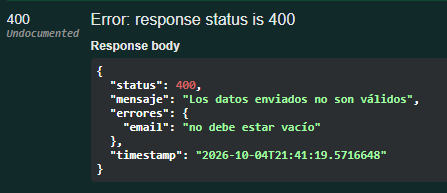 400
Undocumented
Error: response status is 400
Response body
{
  "status": 400,
  "mensaje": "Los datos enviados no son válidos",
  "errores": {
    "email": "no debe estar vacío"
  },
  "timestamp": "2026-10-04T21:41:19.5716648"
}